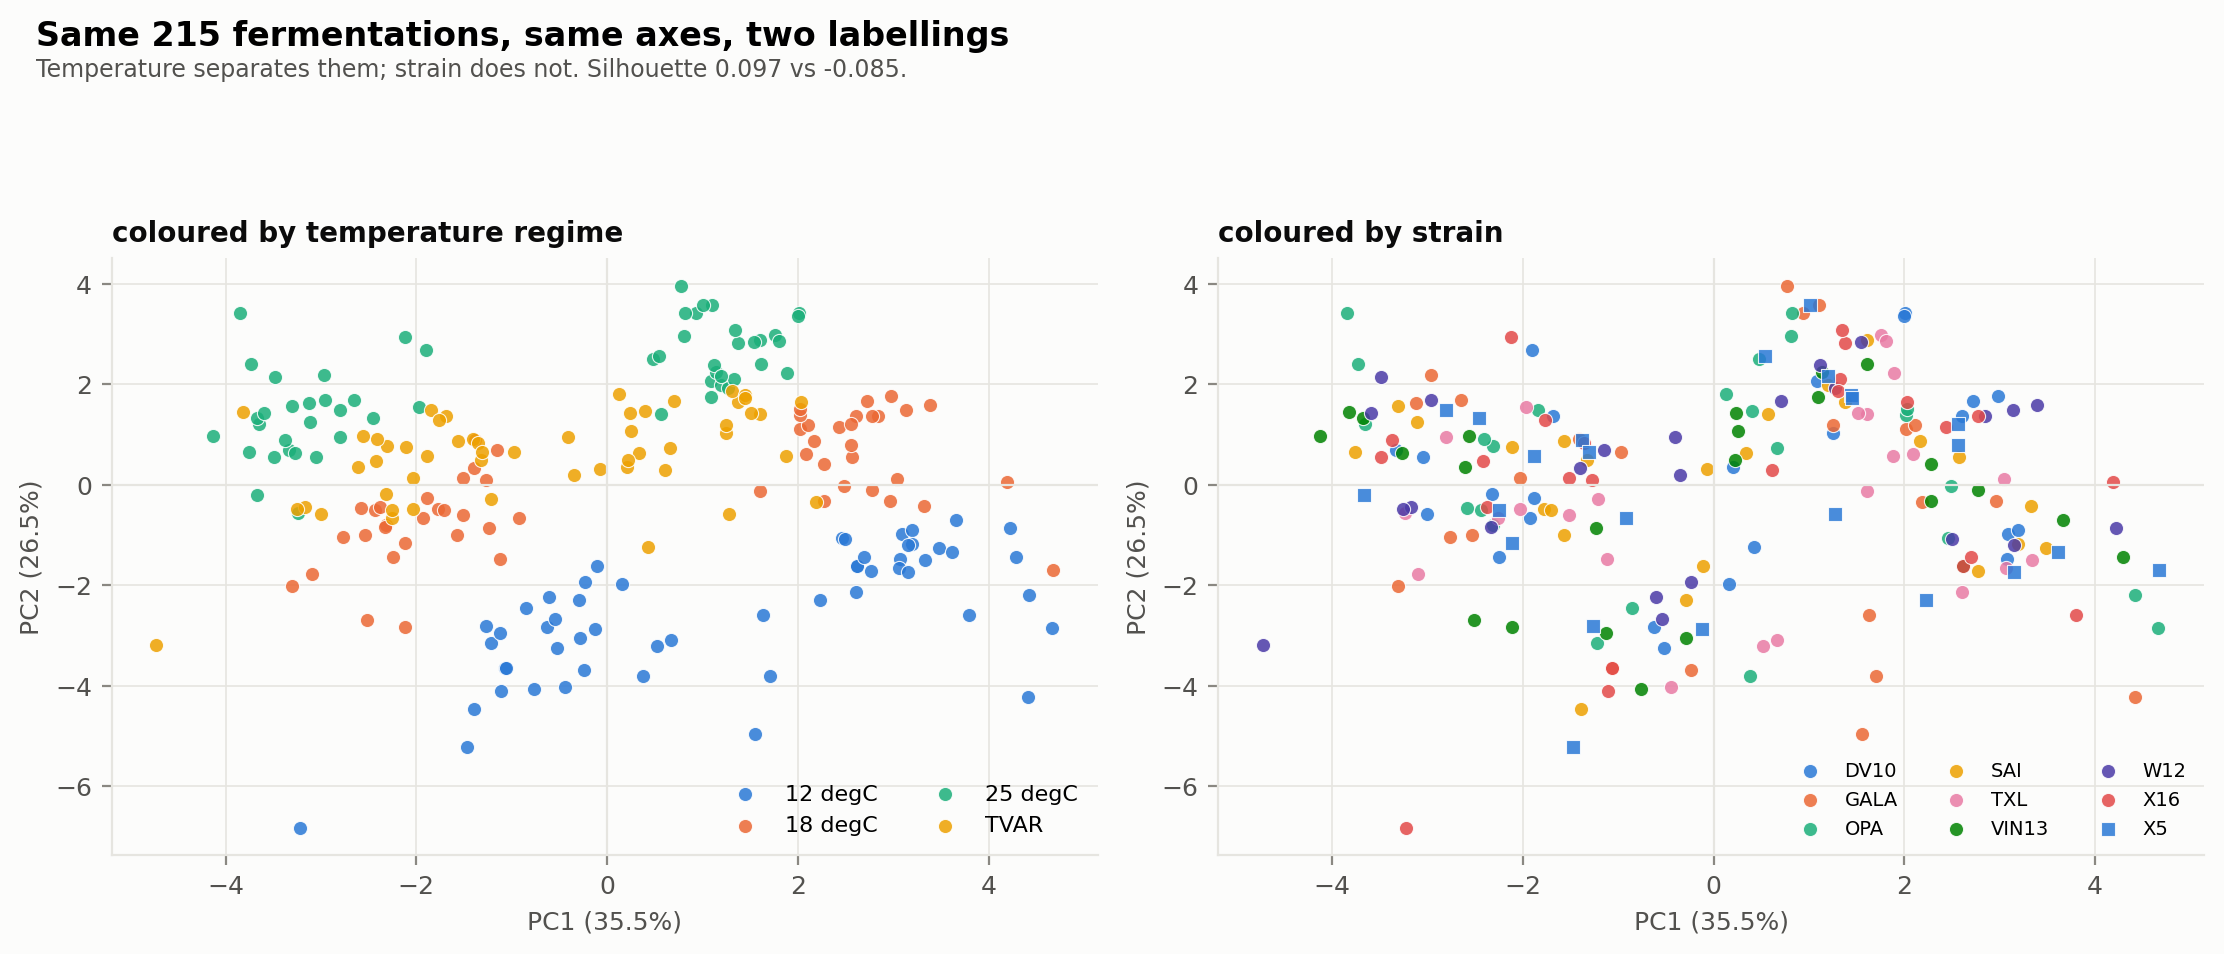 Same 215 fermentations, same axes, two labellings
Temperature separates them; strain does not. Silhouette 0.097 vs -0.085.
coloured by temperature regime
4
2
0
−2
−4
−6
PC2 (26.5%)
12 degC
18 degC
25 degC
TVAR
−4
−2
0
2
4
PC1 (35.5%)
coloured by strain
4
2
0
−2
−4
−6
PC2 (26.5%)
DV10
GALA
OPA
SAI
TXL
VIN13
W12
X16
X5
−4
−2
0
2
4
PC1 (35.5%)